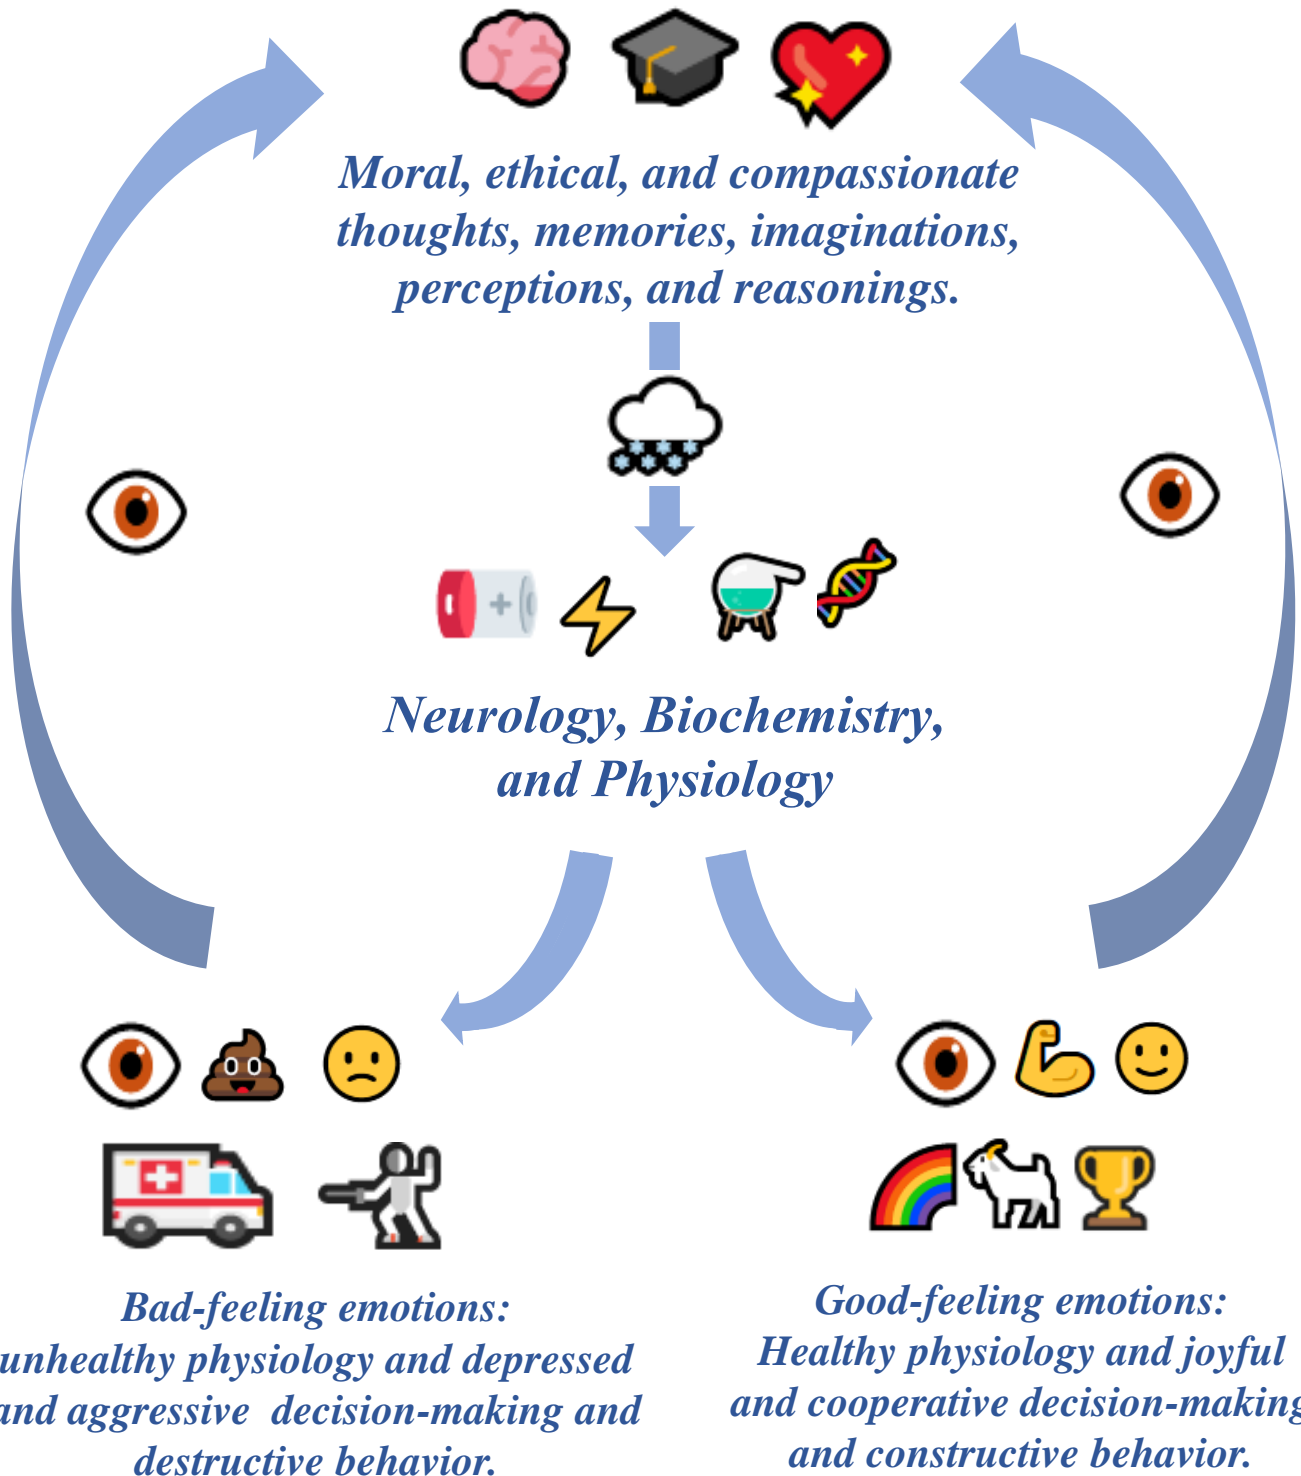 Moral, ethical, and compassionate
thoughts, memories, imaginations,
perceptions, and reasonings.
Neurology, Biochemistry,
and Physiology
Bad-feeling emotions:
unhealthy physiology and depressed
and aggressive  decision-making and
destructive behavior.
Good-feeling emotions:
Healthy physiology and joyful
and cooperative decision-making
and constructive behavior.